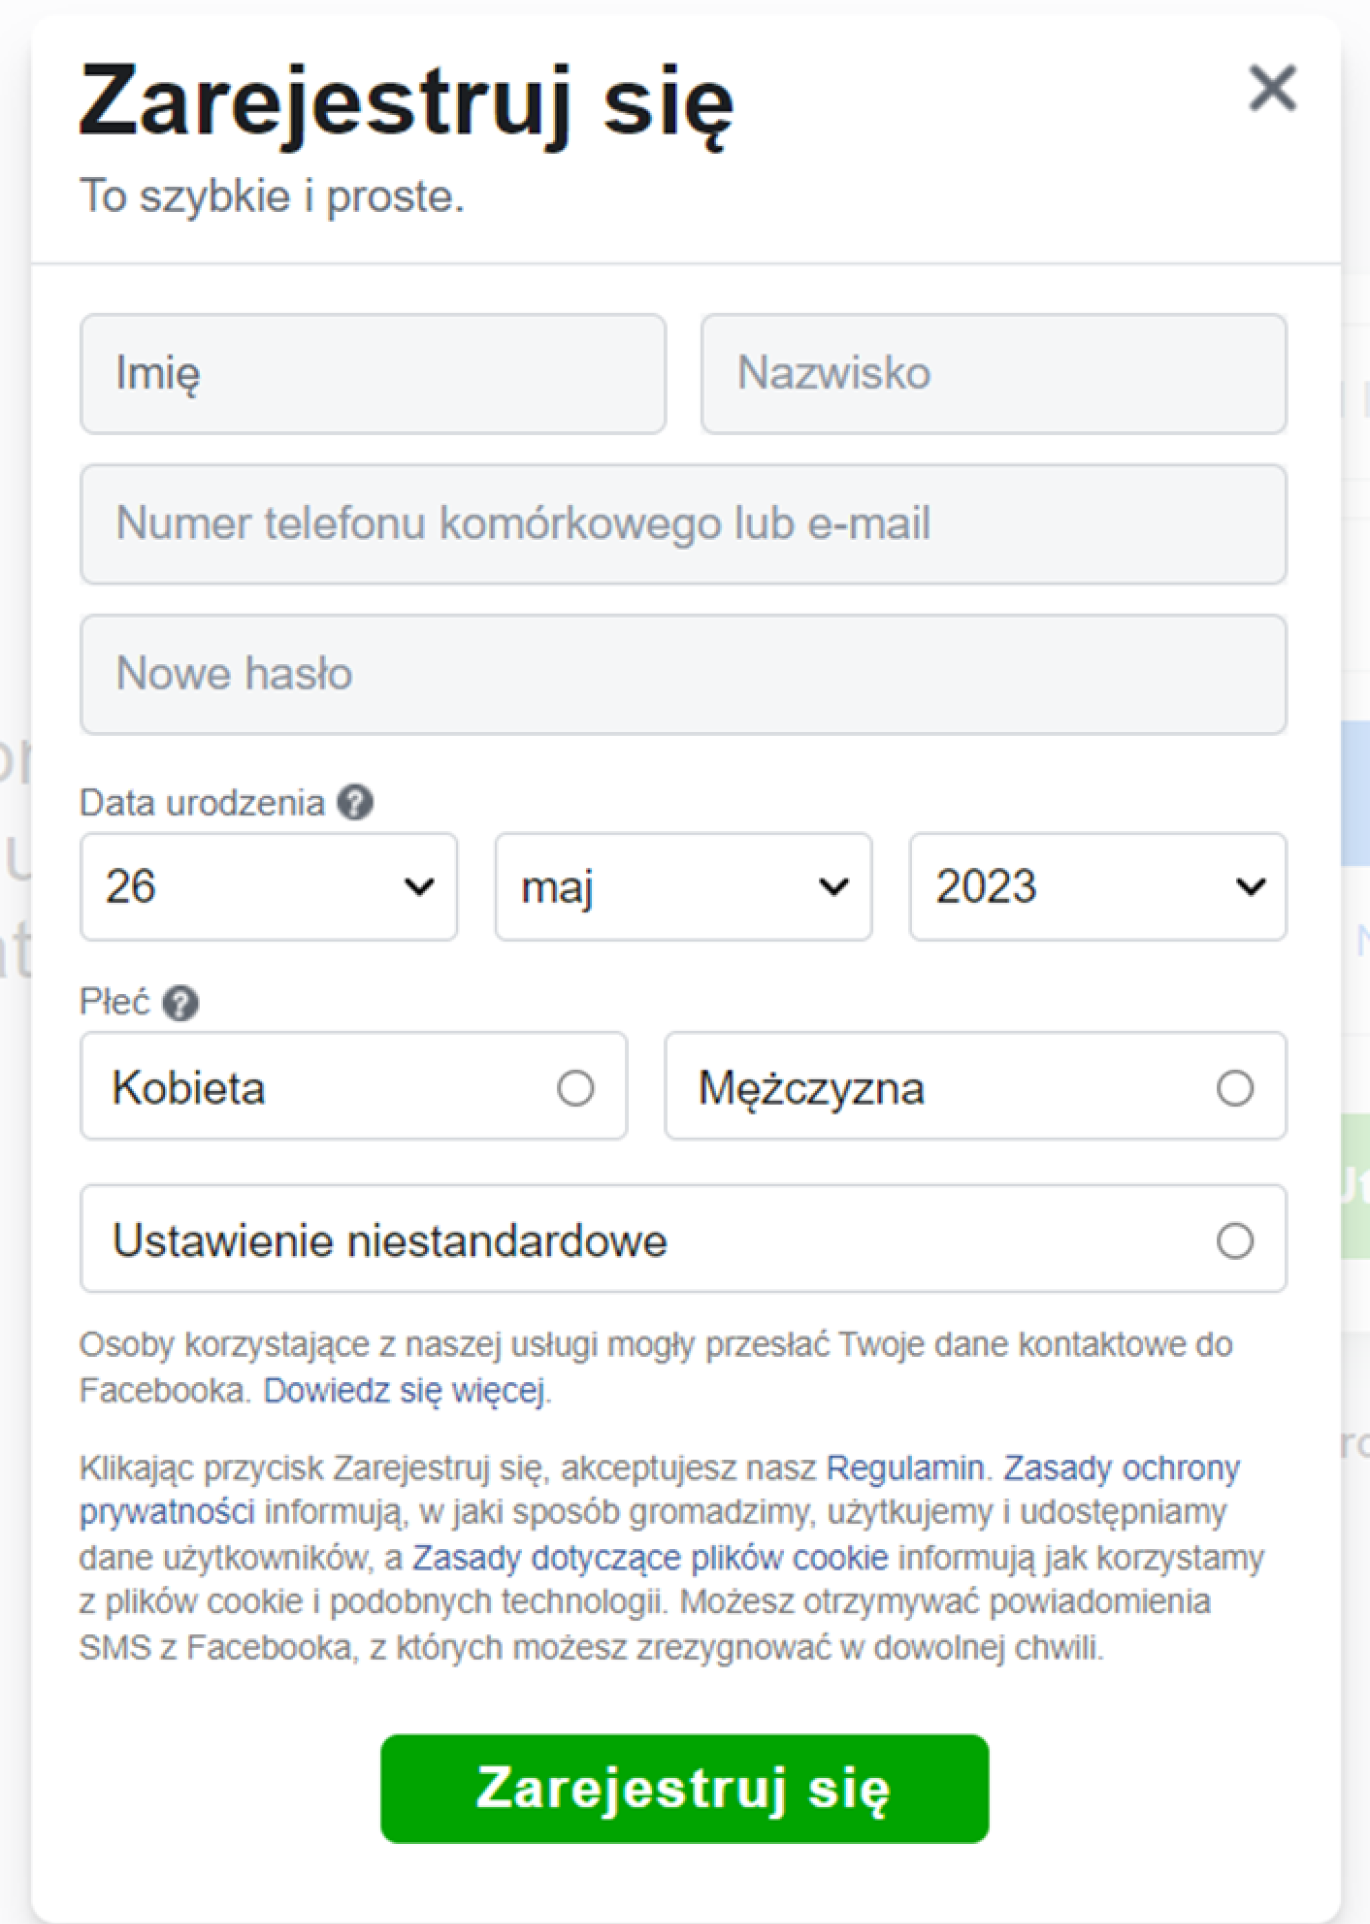 Zarejestruj się
To szybkie i proste.
Imię
Nazwisko
Numer telefonu komórkowego lub e-mail
Nowe hasło
Data urodzenia
26
maj
2023
Płeć
Kobieta
Mężczyzna
Ustawienie niestandardowe
Osoby korzystające z naszej usługi mogły przesłać Twoje dane kontaktowe do
Facebooka. Dowiedz się więcej.
Klikając przycisk Zarejestruj się, akceptujesz nasz Regulamin. Zasady ochrony
prywatności informują, w jaki sposób gromadzimy, użytkujemy i udostępniamy
dane użytkowników, a Zasady dotyczące plików cookie informują jak korzystamy
z plików cookie i podobnych technologii. Możesz otrzymywać powiadomienia
SMS z Facebooka, z których możesz zrezygnować w dowolnej chwili.
Zarejestruj się